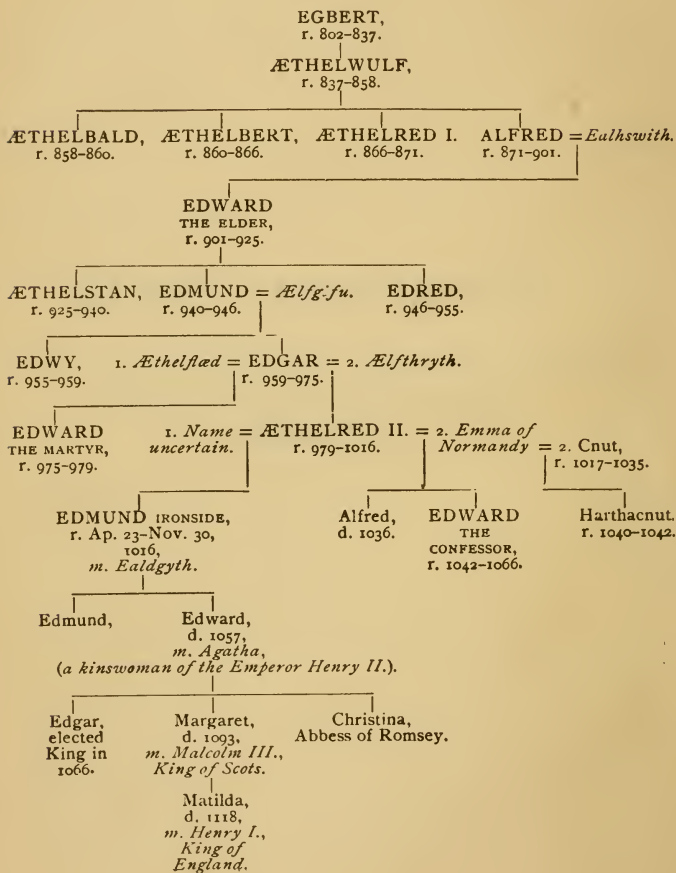 EGBERT,
r. 802-837.
ÆTHELWULF,
r. 837-858.
ÆTHELBALD, ÆTHELBERT, ÆTHELRED I. ALFRED = Ealhswith.
r. 858-860. r. 860-866. r. 866-871. r. 871-901.
EDWARD
THE ELDER,
r. 901-925.
ÆTHELSTAN, EDMUND = Ælfgifu. EDRED,
r. 925-940. r. 940-946. r. 946-955.
EDWY, 1. Æthelflæd = EDGAR = 2. Ælfthryth.
r. 955-959. r. 959-975.
EDWARD 1. Name = ÆTHELRED II. = 2. Emma of
THE MARTYR, uncertain. r. 979-1016. Normandy = 2. Cnut,
r. 975-979. r. 1017-1035.
EDMUND IRONSIDE, Alfred, EDWARD Harthacnut.
r. Ap. 23-Nov. 30, d. 1036. THE r. 1040-1042.
1016, CONFESSOR,
m. Ealdgyth. r. 1042-1066.
Edmund, Edward,
d. 1057,
m. Agatha,
(a kinswoman of the Emperor Henry II.).
Edgar, Margaret, Christina,
elected d. 1093, Abbess of Romsey.
King in m. Malcolm III.,
1066. King of Scots.
Matilda,
d. 1118,
m. Henry I.,
King of
England.